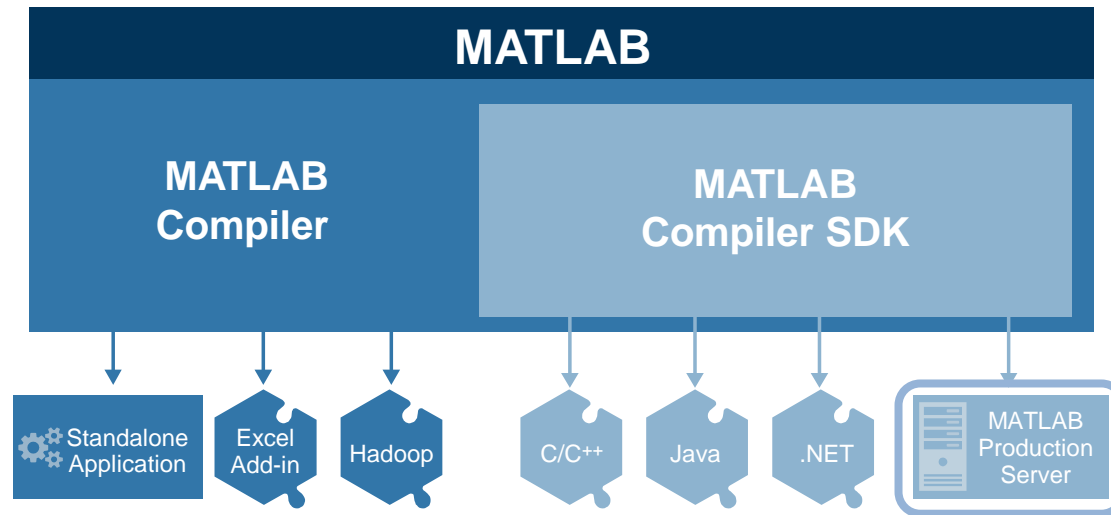 MATLAB
MATLAB
Compiler
MATLAB
Compiler SDK
Standalone
Application
Excel
Add-in
Hadoop
C/C++
Java
.NET
MATLAB
Production
Server